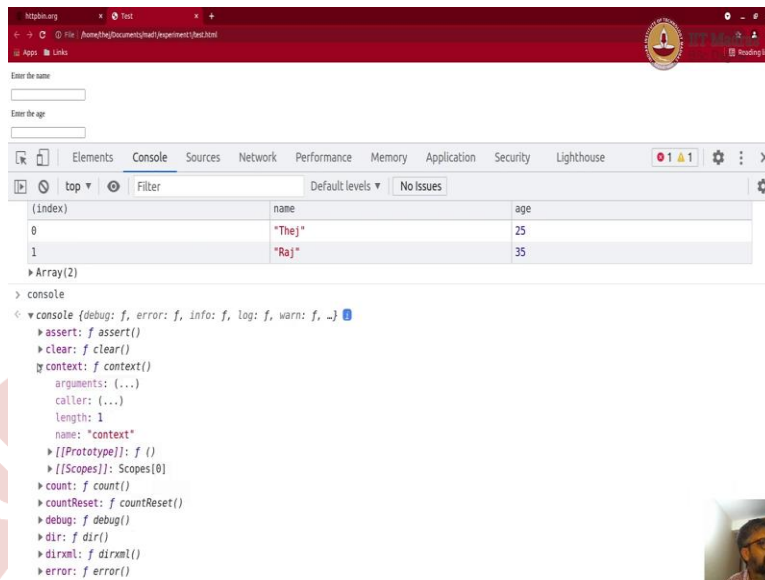 httpbin.org × Test × +
File | /home/thej/Documents/mad1/experiment1/test.html
Apps Links Reading li
Enter the name
Enter the age
Elements Console Sources Network Performance Memory Application Security Lighthouse 1 1
top Filter Default levels No Issues
(index) name age
0 "Thej" 25
1 "Raj" 35
Array(2)
> console
console {debug: ƒ, error: ƒ, info: ƒ, log: ƒ, warn: ƒ, …}
assert: ƒ assert()
clear: ƒ clear()
context: ƒ context()
arguments: (...)
caller: (...)
length: 1
name: "context"
[[Prototype]]: ƒ ()
[[Scopes]]: Scopes[0]
count: ƒ count()
countReset: ƒ countReset()
debug: ƒ debug()
dir: ƒ dir()
dirxml: ƒ dirxml()
error: ƒ error()